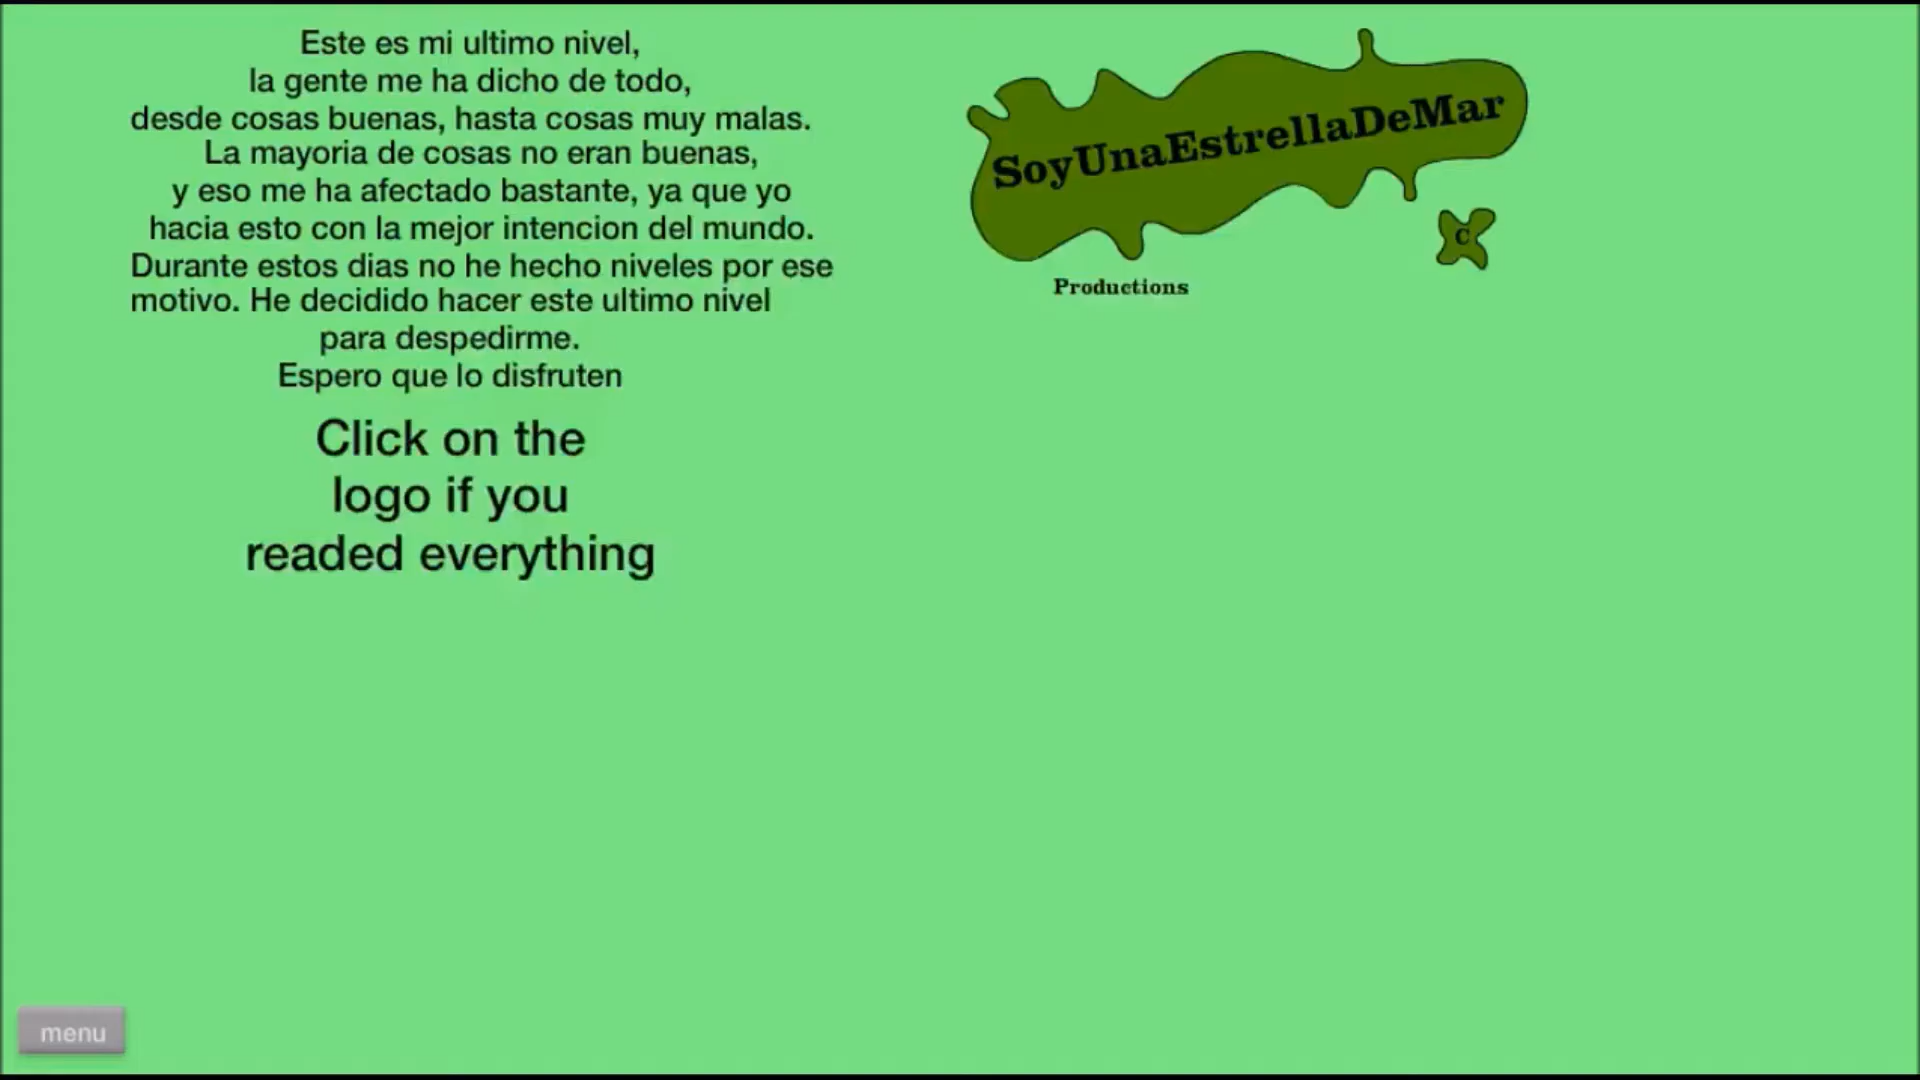 Este es mi ultimo nivel,
la gente me ha dicho de todo,
desde cosas buenas, hasta cosas muy malas.
La mayoria de cosas no eran buenas,
y eso me ha afectado bastante, ya que yo
hacia esto con la mejor intencion del mundo.
Durante estos dias no he hecho niveles por ese
motivo. He decidido hacer este ultimo nivel
para despedirme.
Espero que lo disfruten
Click on the
logo if you
readed everything
SoyUnaEstrellaDeMar
C
Productions
menu